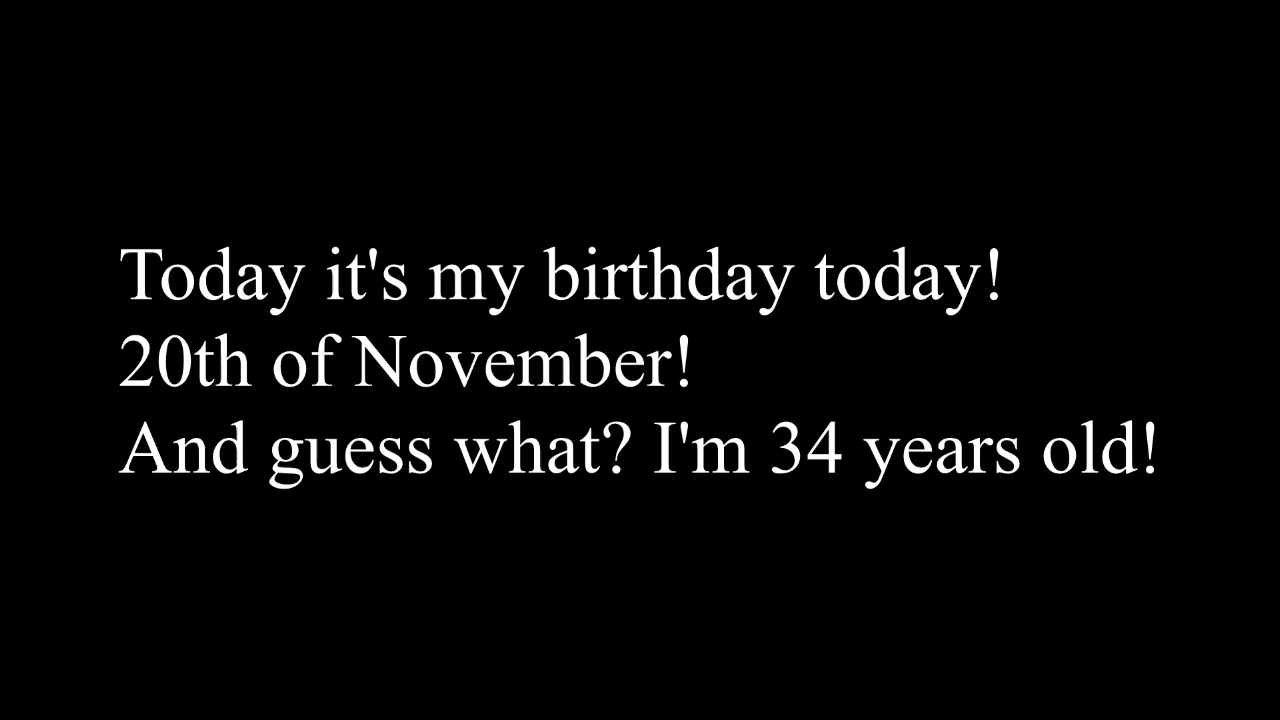 Today it's my birthday today!
20th of November!
And guess what? I'm 34 years old!